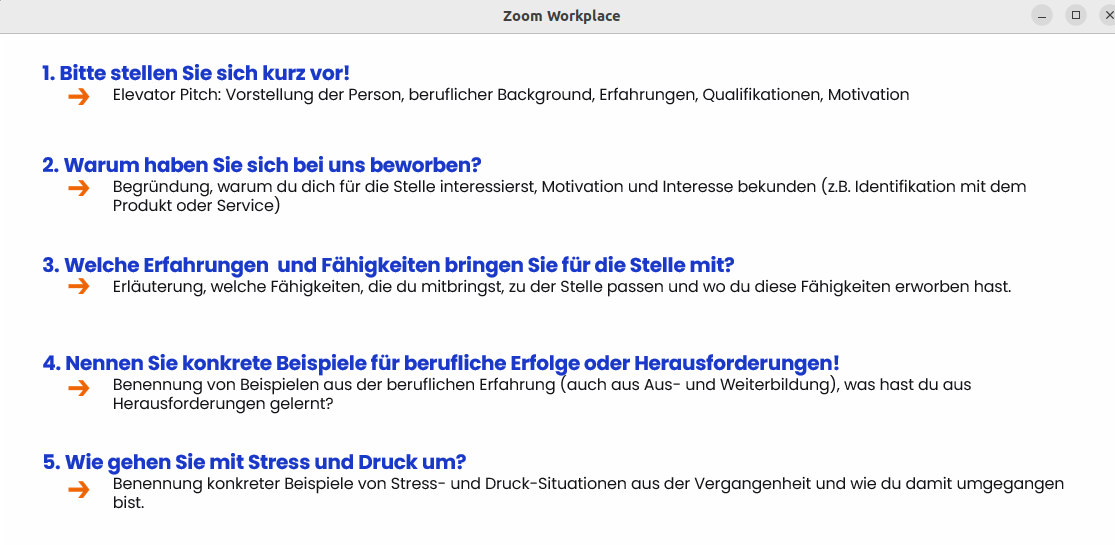 Zoom Workplace
1. Bitte stellen Sie sich kurz vor!
Elevator Pitch: Vorstellung der Person, beruflicher Background, Erfahrungen, Qualifikationen, Motivation
2. Warum haben Sie sich bei uns beworben?
Begründung, warum du dich für die Stelle interessierst, Motivation und Interesse bekunden (z.B. Identifikation mit dem
Produkt oder Service)
3. Welche Erfahrungen  und Fähigkeiten bringen Sie für die Stelle mit?
Erläuterung, welche Fähigkeiten, die du mitbringst, zu der Stelle passen und wo du diese Fähigkeiten erworben hast.
4. Nennen Sie konkrete Beispiele für berufliche Erfolge oder Herausforderungen!
Benennung von Beispielen aus der beruflichen Erfahrung (auch aus Aus- und Weiterbildung), was hast du aus
Herausforderungen gelernt?
5. Wie gehen Sie mit Stress und Druck um?
Benennung konkreter Beispiele von Stress- und Druck-Situationen aus der Vergangenheit und wie du damit umgegangen
bist.